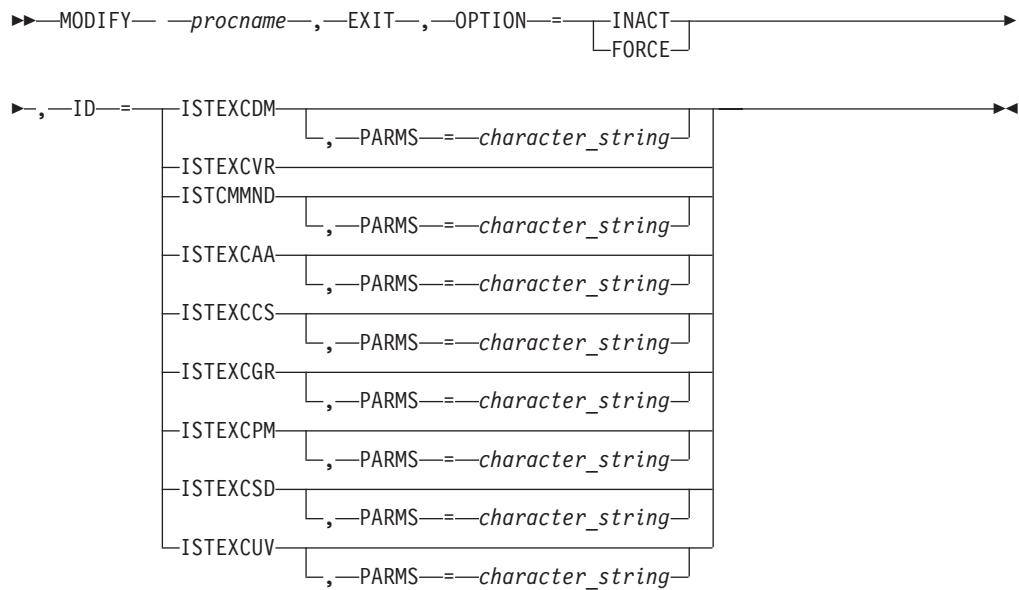 MODIFY procname , EXIT , OPTION = INACT
FORCE
, ID = ISTEXCDM
, PARMS = character_string
ISTEXCVR
ISTCMMND
, PARMS = character_string
ISTEXCAA
, PARMS = character_string
ISTEXCCS
, PARMS = character_string
ISTEXCGR
, PARMS = character_string
ISTEXCPM
, PARMS = character_string
ISTEXCSD
, PARMS = character_string
ISTEXCUV
, PARMS = character_string